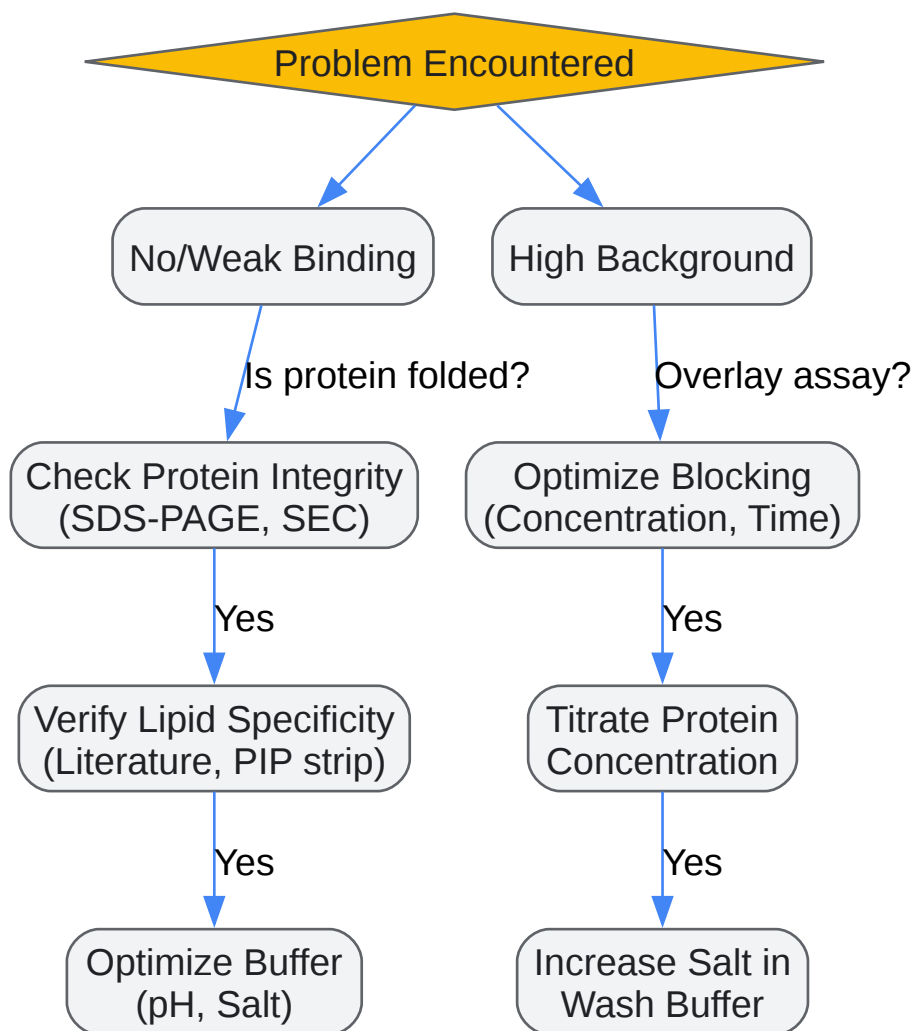 Problem Encountered
No/Weak Binding
High Background
Is protein folded?
Overlay assay?
Check Protein Integrity
(SDS-PAGE, SEC)
Optimize Blocking
(Concentration, Time)
Yes
Yes
Verify Lipid Specificity
(Literature, PIP strip)
Titrate Protein
Concentration
Yes
Yes
Optimize Buffer
(pH, Salt)
Increase Salt in
Wash Buffer